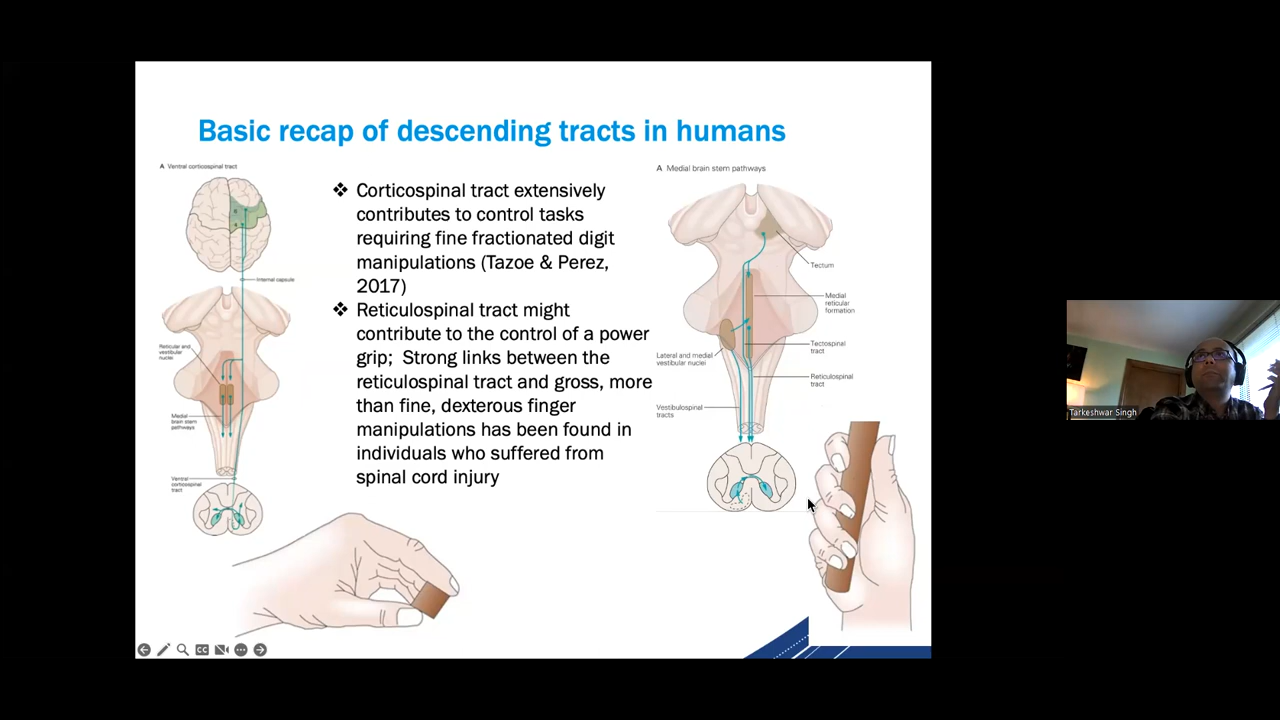 Basic recap of descending tracts in humans
A Ventral corticospinal tract
Internal capsule
Reticular and
vestibular
nuclei
Medial
brain stem
pathways
Ventral
corticospinal
tract
❖ Corticospinal tract extensively
contributes to control tasks
requiring fine fractionated digit
manipulations (Tazoe & Perez,
2017)
❖ Reticulospinal tract might
contribute to the control of a power
grip; Strong links between the
reticulospinal tract and gross, more
than fine, dexterous finger
manipulations has been found in
individuals who suffered from
spinal cord injury
A Medial brain stem pathways
Tectum
Medial
reticular
formation
Tectospinal
tract
Lateral and medial
vestibular nuclei
Reticulospinal
tract
Vestibulospinal
tracts
CC
Tarkeshwar Singh